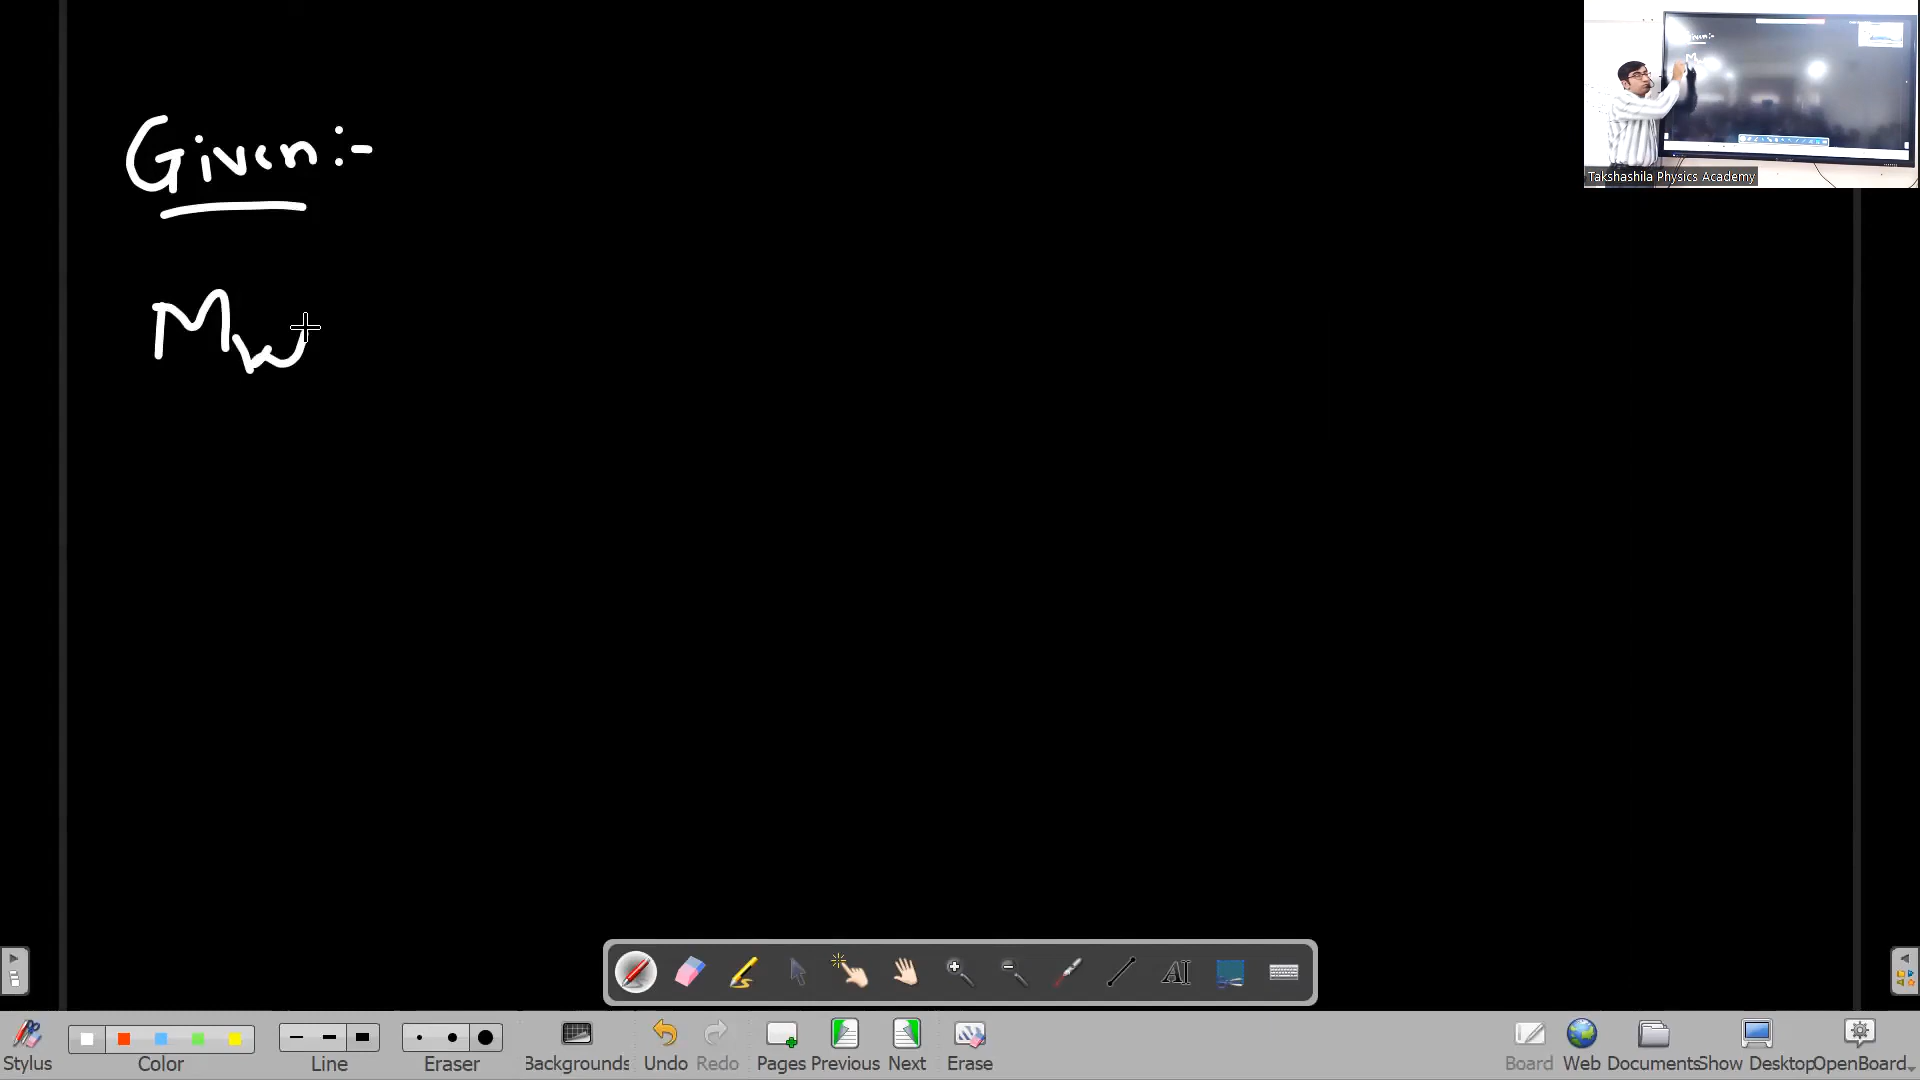 Given:-
Takshashila Physics Academy
Mw
Stylus
Color
Line
Eraser
Backgrounds
Undo
Redo
Pages
Previous
Next
Erase
Board
Web
Documents
Show Desktop
OpenBoard